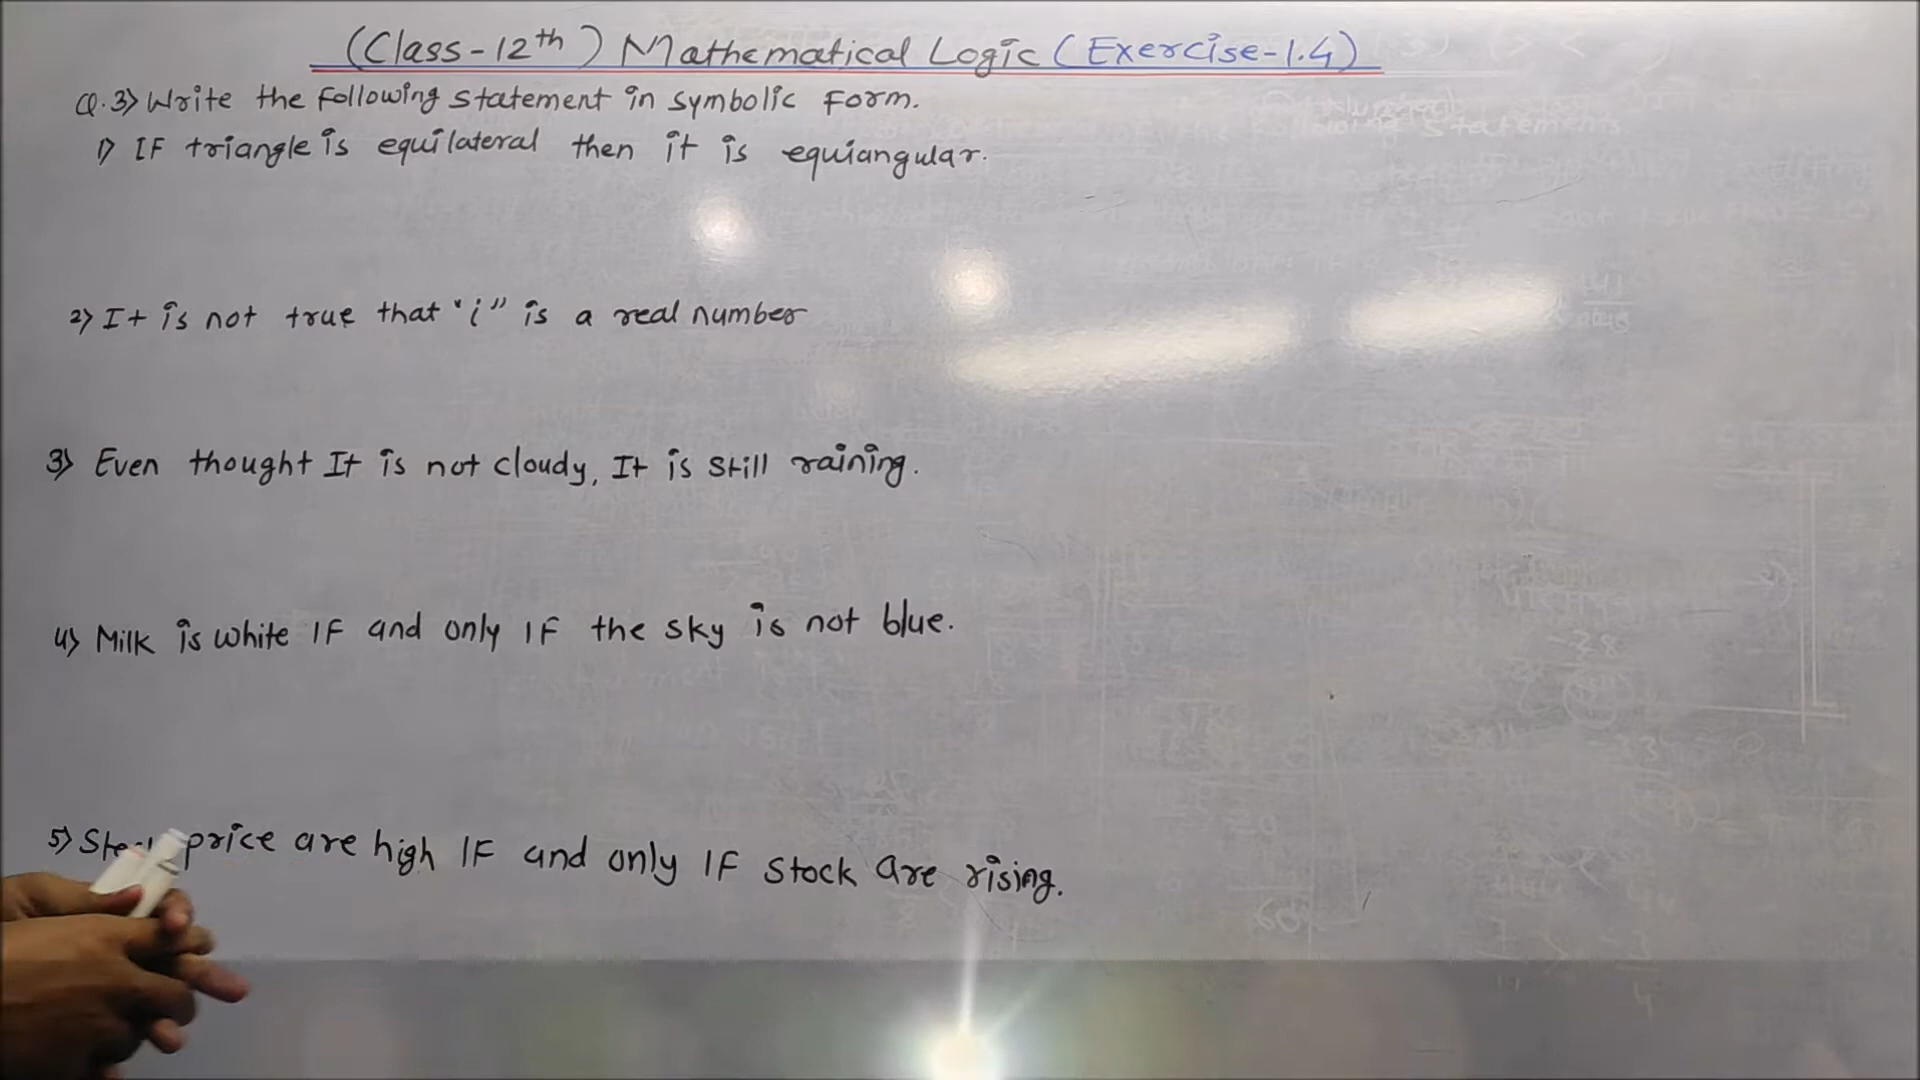 (Class-12th) Mathematical Logic (Exercise-1.4)
Q.3) Write the Following Statement in Symbolic Form.
1) IF triangle is equilateral then it is equiangular.
2) It is not true that "i" is a real number
3) Even thought It is not cloudy, It is still raining.
4) Milk is white IF and only IF the sky is not blue.
5) price are high IF and only IF Stock are rising.